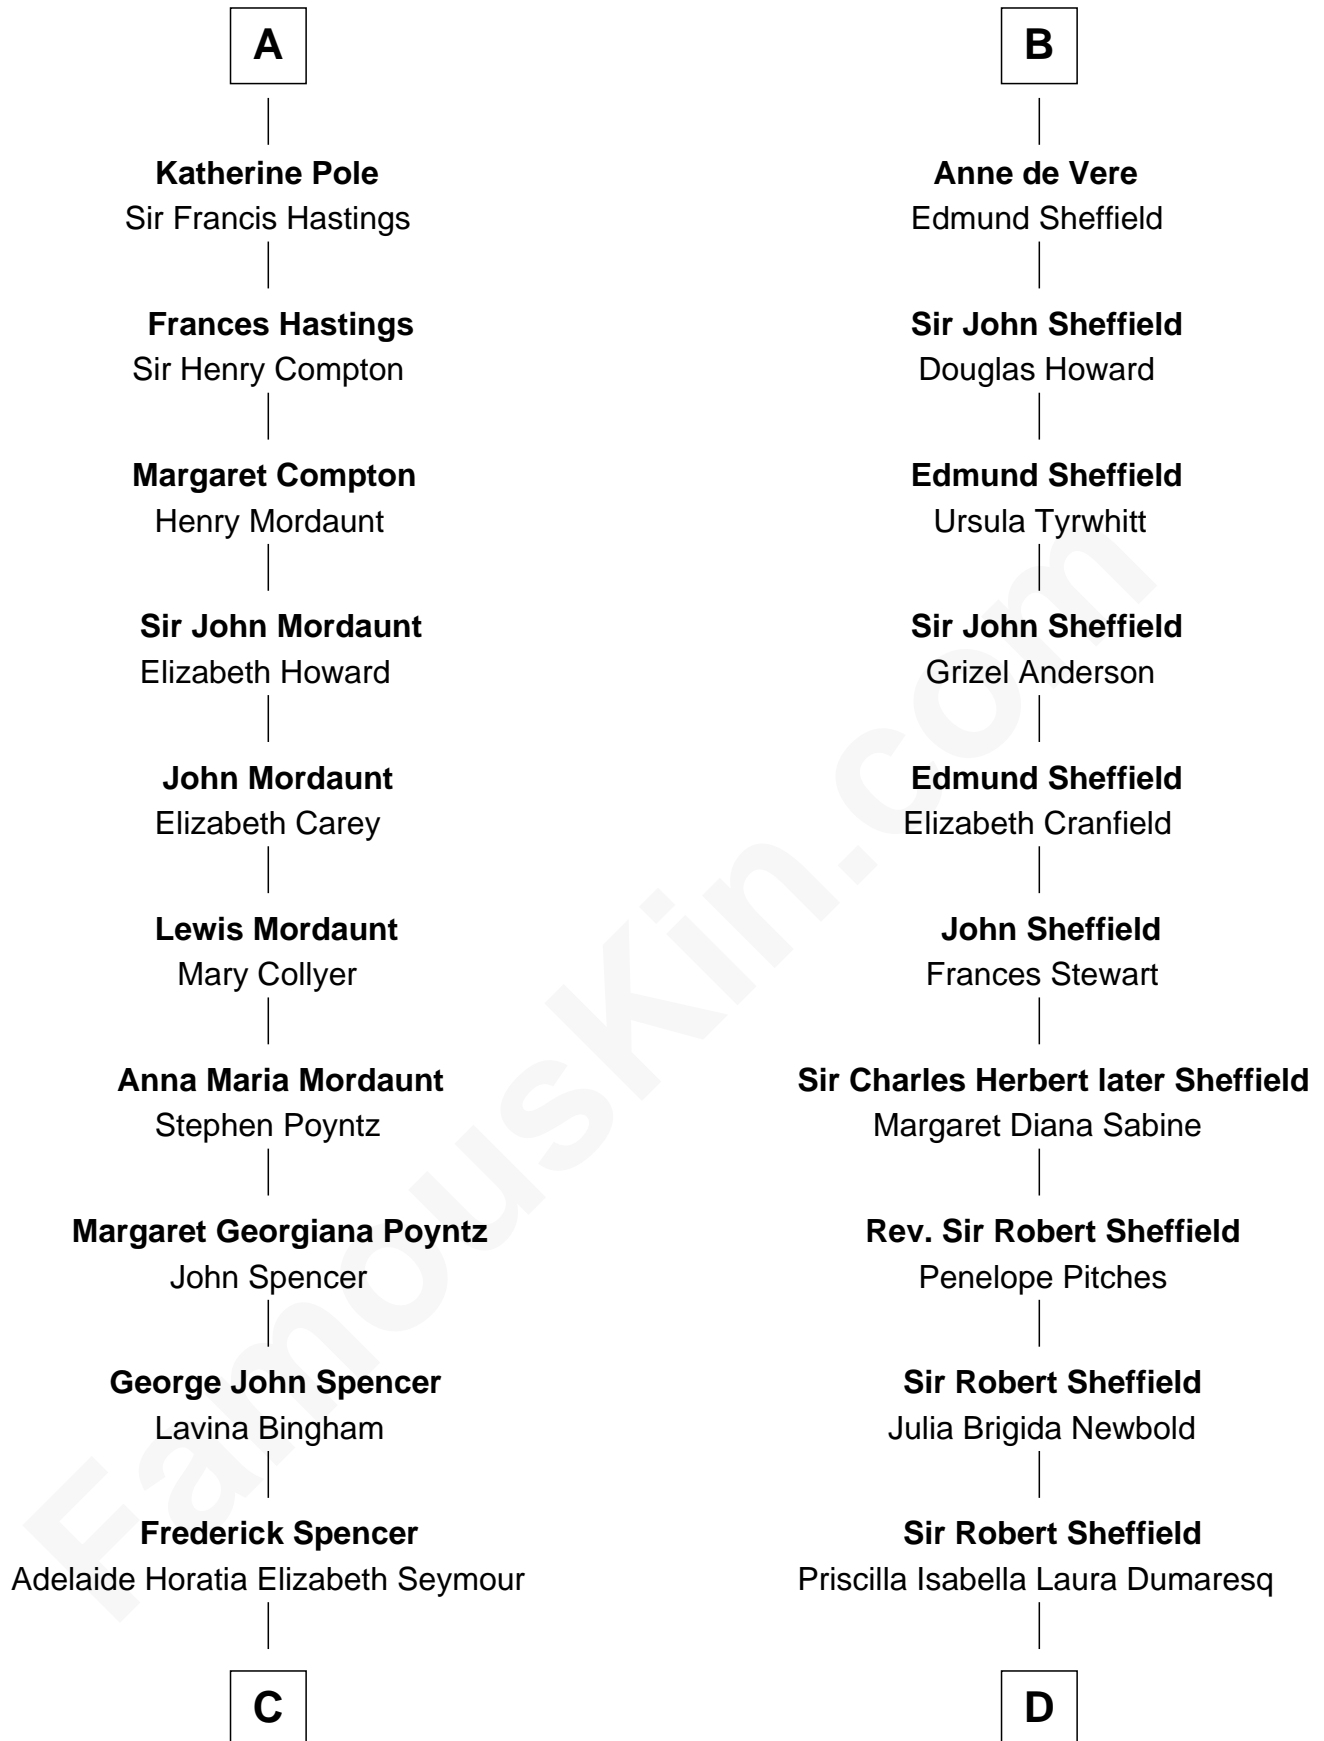 A
Katherine Pole
Sir Francis Hastings
Frances Hastings
Sir Henry Compton
Margaret Compton
Henry Mordaunt
Sir John Mordaunt
Elizabeth Howard
John Mordaunt
Elizabeth Carey
Lewis Mordaunt
Mary Collyer
Anna Maria Mordaunt
Stephen Poyntz
Margaret Georgiana Poyntz
John Spencer
George John Spencer
Lavina Bingham
Frederick Spencer
Adelaide Horatia Elizabeth Seymour
C
B
Anne de Vere
Edmund Sheffield
Sir John Sheffield
Douglas Howard
Edmund Sheffield
Ursula Tyrwhitt
Sir John Sheffield
Grizel Anderson
Edmund Sheffield
Elizabeth Cranfield
John Sheffield
Frances Stewart
Sir Charles Herbert later Sheffield
Margaret Diana Sabine
Rev. Sir Robert Sheffield
Penelope Pitches
Sir Robert Sheffield
Julia Brigida Newbold
Sir Robert Sheffield
Priscilla Isabella Laura Dumaresq
D
FamousKin.com